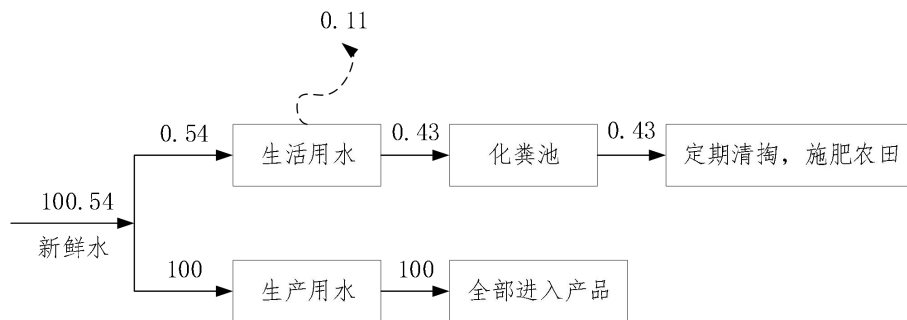 0.11
0.54
生活用水
0.43
化粪池
0.43
定期清掏，施肥农田
100.54
新鲜水
100
生产用水
100
全部进入产品